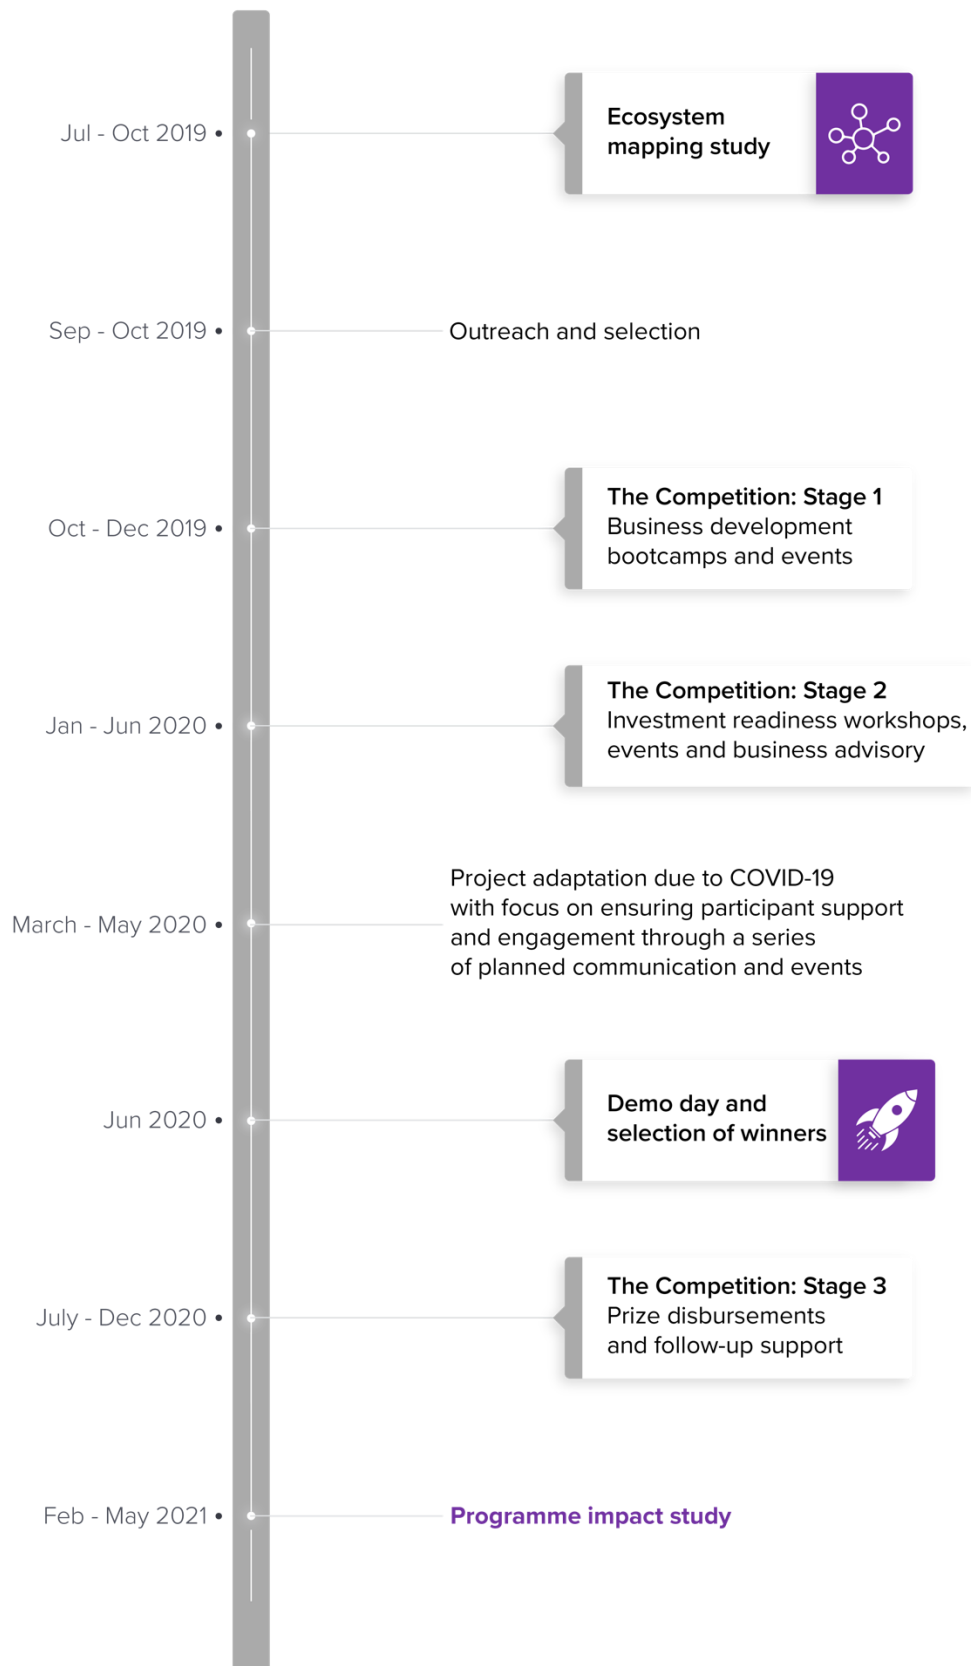 Jul - Oct 2019
Ecosystem
mapping study
Sep - Oct 2019
Outreach and selection
Oct - Dec 2019
The Competition: Stage 1
Business development
bootcamps and events
Jan - Jun 2020
The Competition: Stage 2
Investment readiness workshops,
events and business advisory
March - May 2020
Project adaptation due to COVID-19
with focus on ensuring participant support
and engagement through a series
of planned communication and events
Jun 2020
Demo day and
selection of winners
July - Dec 2020
The Competition: Stage 3
Prize disbursements
and follow-up support
Feb - May 2021
Programme impact study